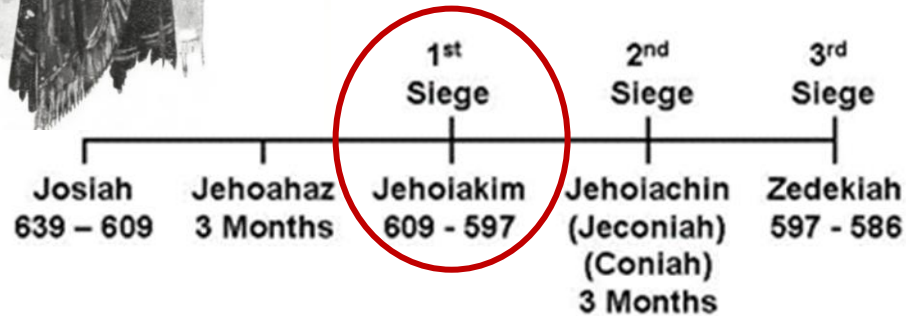 1st
Siege
2nd
Siege
3rd
Siege
Josiah
639 – 609
Jehoahaz
3 Months
Jehoiakim
609 - 597
Jehoiachin
(Jeconiah)
(Coniah)
3 Months
Zedekiah
597 - 586